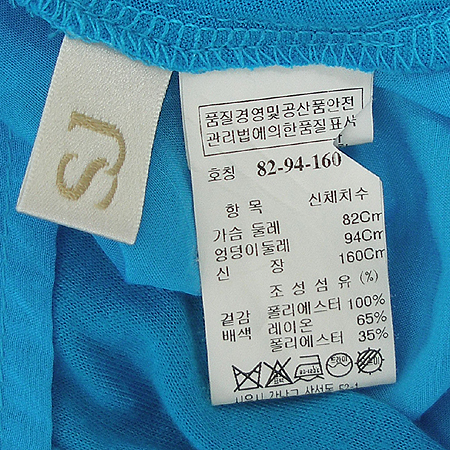 SJ
품질경영및공산품안전
관리법에의한품질표시
호칭 82-94-160
항 목 신체치수
가슴 둘레 82Cm
엉덩이둘레 94Cm
신 장 160Cm
조성섬유 (%)
겉감 폴리에스터 100%
배색 레이온 65%
폴리에스터 35%